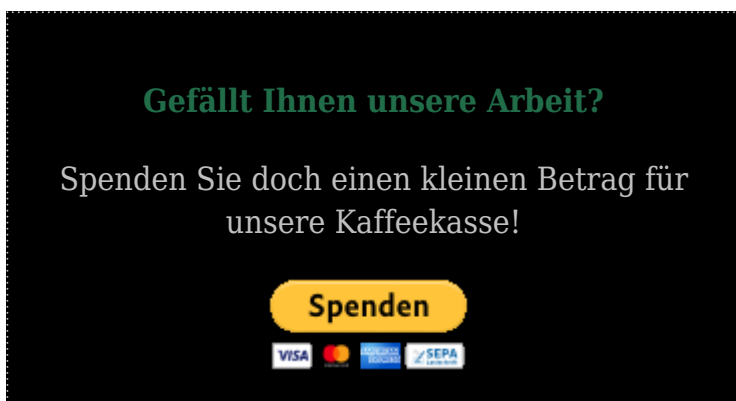 Gefällt Ihnen unsere Arbeit?
Spenden Sie doch einen kleinen Betrag für
unsere Kaffeekasse!
Spenden
VISA SEPA